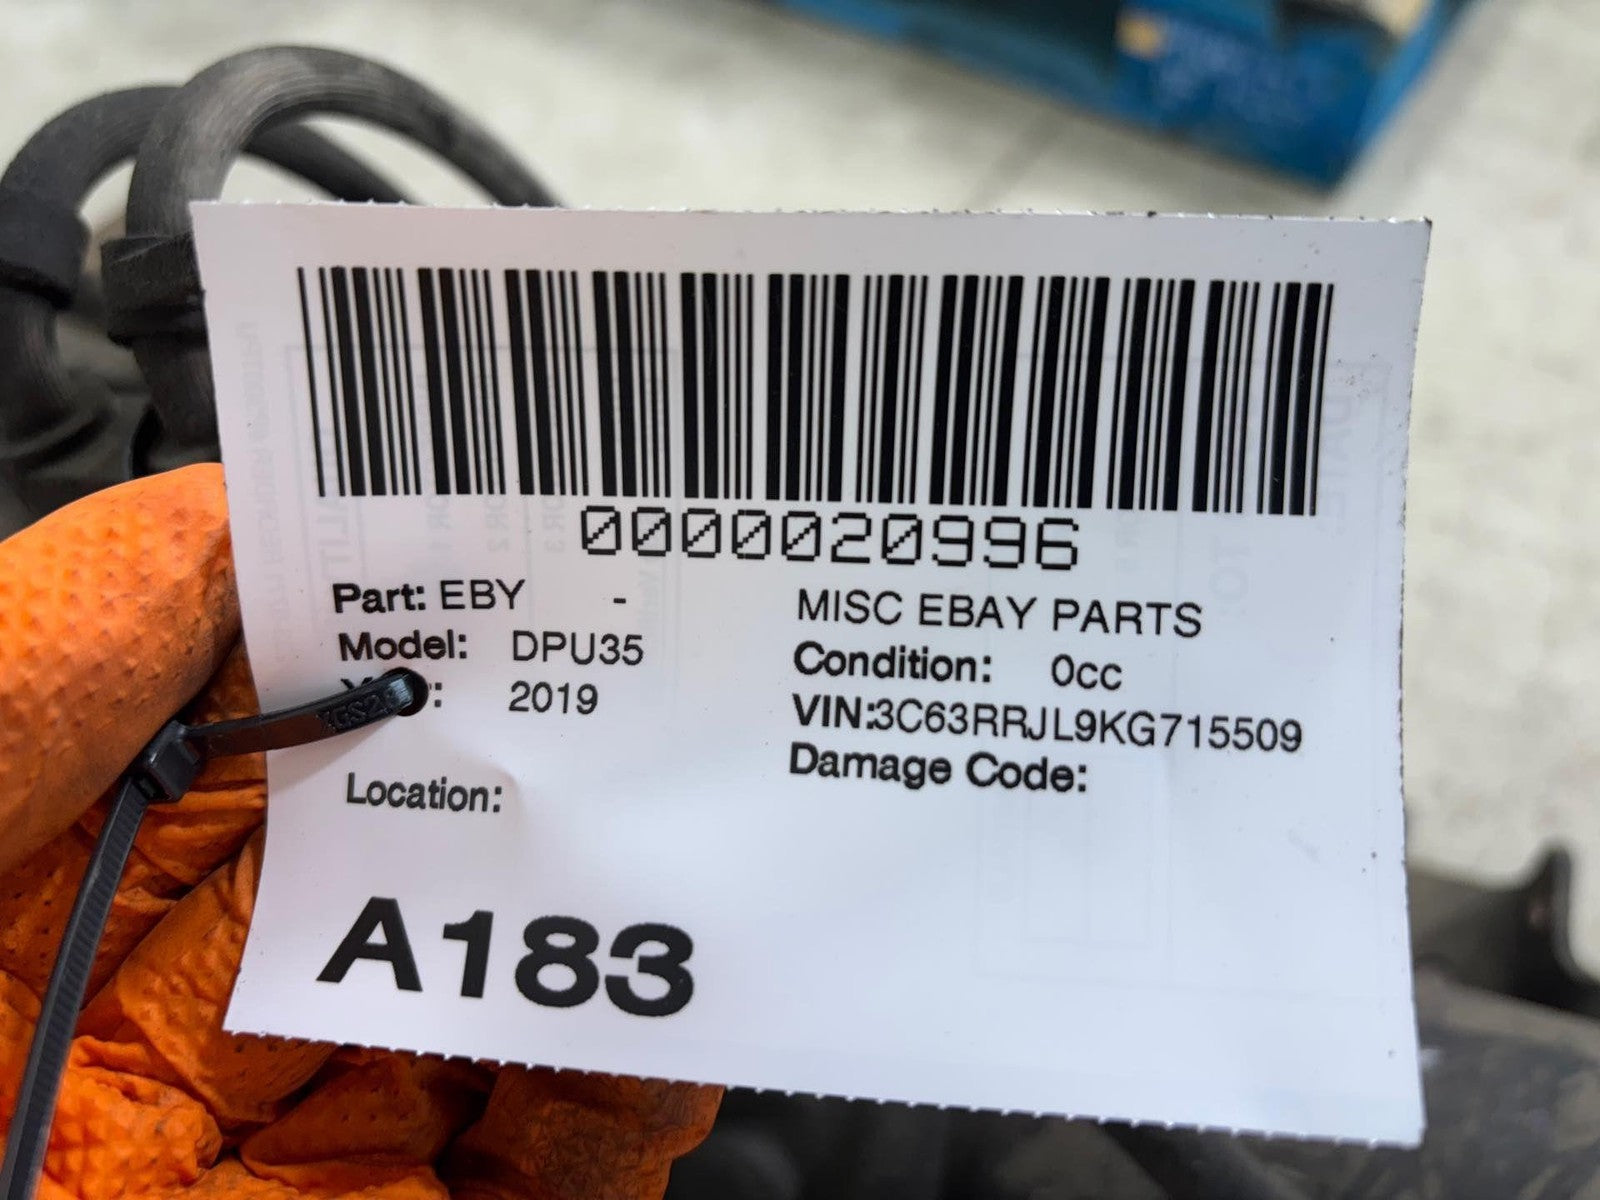 0000020996
Part: EBY - MISC EBAY PARTS
Model: DPU35 Condition: 0cc
: 2019 VIN:3C63RRJL9KG715509
Damage Code:
Location:
A183